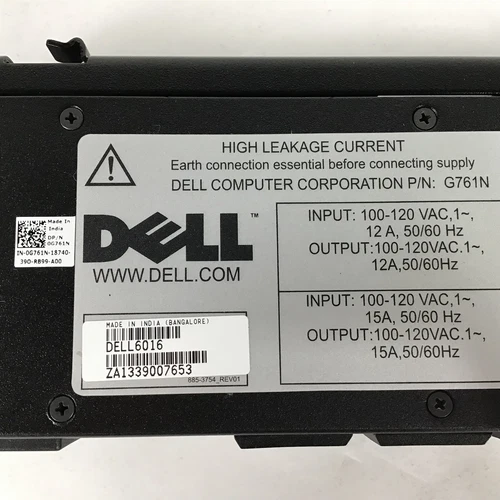 HIGH LEAKAGE CURRENT
Earth connection essential before connecting supply
DELL COMPUTER CORPORATION P/N: G761N
Made In
India
DP/N
0G761N
IN-0G761N-18740-
39D-RB99-A00
DELL™
WWW.DELL.COM
INPUT: 100-120 VAC,1~,
12 A, 50/60 Hz
OUTPUT:100-120VAC.1~,
12A,50/60Hz
INPUT: 100-120 VAC,1~,
15A, 50/60 Hz
OUTPUT:100-120VAC.1~,
15A,50/60Hz
MADE IN INDIA (BANGALORE)
DELL6016
ZA1339007653
885-3754_REV01